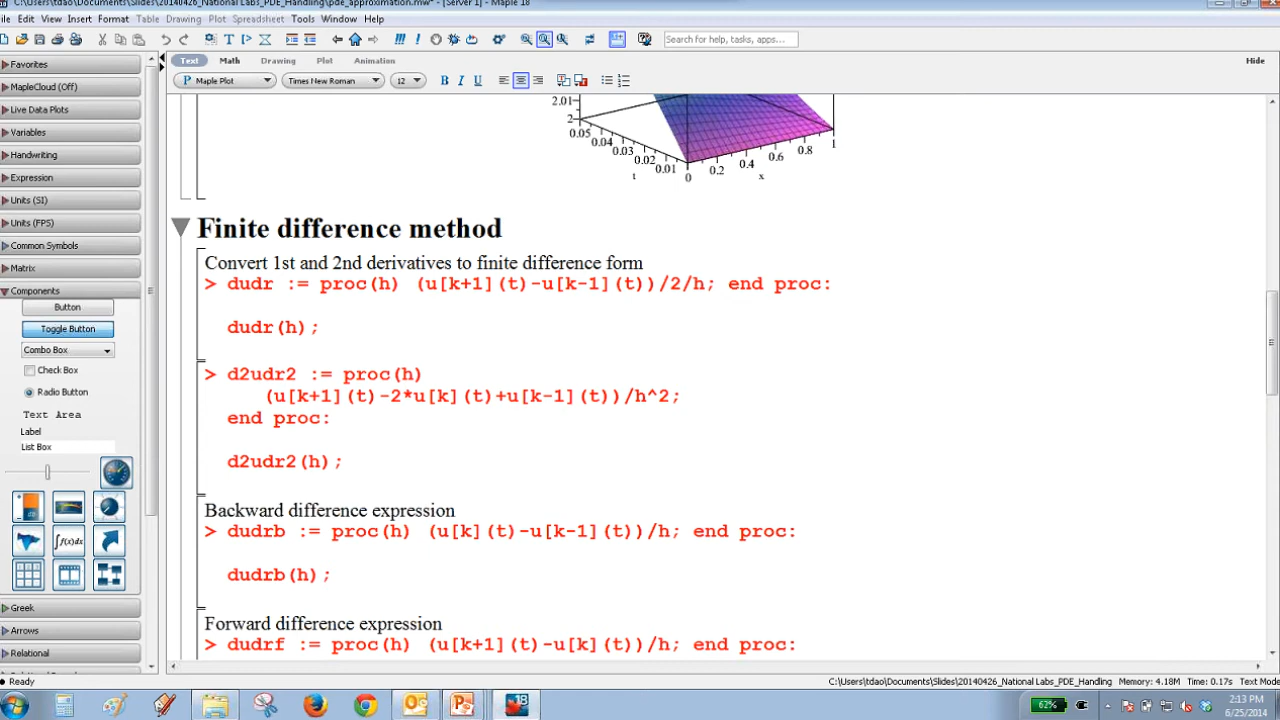 C:\Users\tdao\Documents\Slides\20140426_National Labs_PDE_Handling\pde_approximation.mw* - [Server 1] - Maple 18
Edit View Insert Format Table Drawing Plot Spreadsheet Tools Window Help
Search for help, tasks, apps...
Favorites
MapleCloud (Off)
Live Data Plots
Variables
Handwriting
Expression
Units (SI)
Units (FPS)
Common Symbols
Matrix
Components
Button
Toggle Button
Combo Box
Check Box
Radio Button
Text Area
Label
List Box
Greek
Arrows
Relational
Text Math Drawing Plot Animation Hide
P Maple Plot Times New Roman 12 B I U
2.01
2
0.05
0.04
0.03
0.02
0.01
t
0
0.2
0.4
0.6
0.8
1
x
Finite difference method
Convert 1st and 2nd derivatives to finite difference form
> dudr := proc(h) (u[k+1](t)-u[k-1](t))/2/h; end proc:
dudr(h);
> d2udr2 := proc(h)
(u[k+1](t)-2*u[k](t)+u[k-1](t))/h^2;
end proc:
d2udr2(h);
Backward difference expression
> dudrb := proc(h) (u[k](t)-u[k-1](t))/h; end proc:
dudrb(h);
Forward difference expression
> dudrf := proc(h) (u[k+1](t)-u[k](t))/h; end proc:
Ready
C:\Users\tdao\Documents\Slides\20140426_National Labs_PDE_Handling Memory: 4.18M Time: 0.17s Text Mode
62%
2:13 PM
6/25/2014